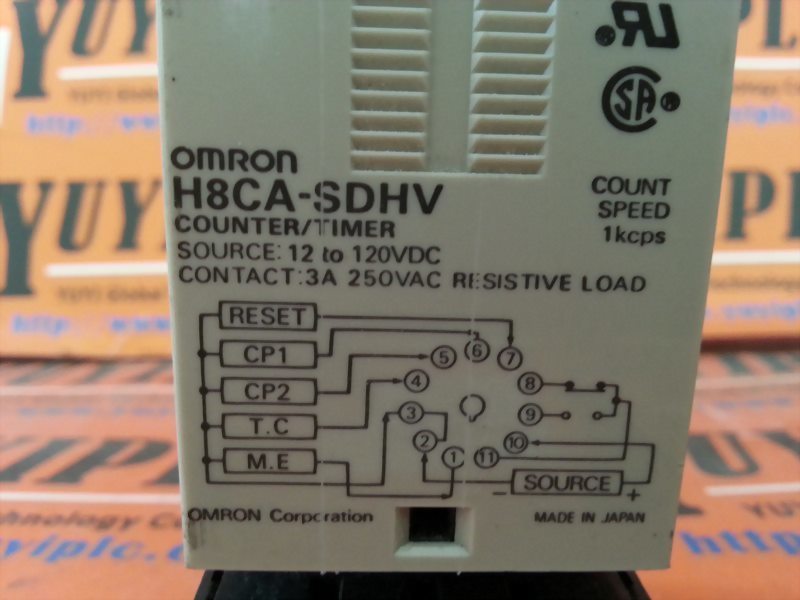 OMRON
H8CA-SDHV
COUNTER/TIMER
SOURCE: 12 to 120VDC
CONTACT: 3A 250VAC RESISTIVE LOAD
COUNT
SPEED
1kcps
RESET
CP1
CP2
T.C
M.E
6
5
7
4
8
3
9
2
10
1
11
− SOURCE +
OMRON Corporation
MADE IN JAPAN